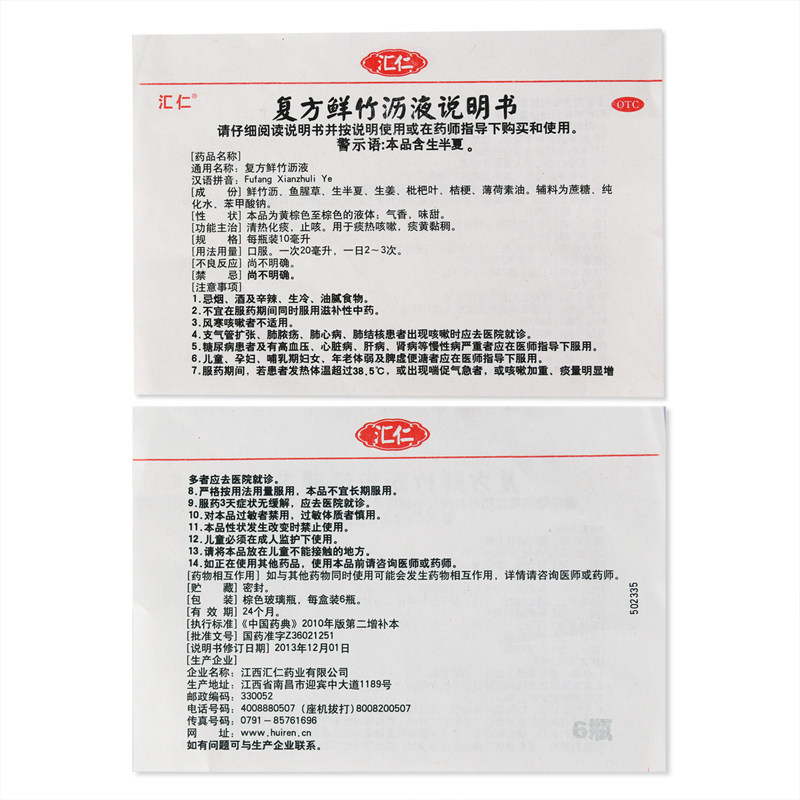 汇仁
汇仁®
复方鲜竹沥液说明书
OTC
请仔细阅读说明书并按说明使用或在药师指导下购买和使用。
警示语:本品含生半夏。
[药品名称]
通用名称：复方鲜竹沥液
汉语拼音：Fufang Xianzhuli Ye
[成　份] 鲜竹沥、鱼腥草、生半夏、生姜、枇杷叶、桔梗、薄荷素油。辅料为蔗糖、纯
化水、苯甲酸钠。
[性　状] 本品为黄棕色至棕色的液体；气香，味甜。
[功能主治] 清热化痰，止咳。用于痰热咳嗽，痰黄黏稠。
[规　格] 每瓶装10毫升
[用法用量] 口服。一次20毫升，一日2～3次。
[不良反应] 尚不明确。
[禁　忌] 尚不明确。
[注意事项]
1.忌烟、酒及辛辣、生冷、油腻食物。
2.不宜在服药期间同时服用滋补性中药。
3.风寒咳嗽者不适用。
4.支气管扩张、肺脓疡、肺心病、肺结核患者出现咳嗽时应去医院就诊。
5.糖尿病患者及有高血压、心脏病、肝病、肾病等慢性病严重者应在医师指导下服用。
6.儿童、孕妇、哺乳期妇女、年老体弱及脾虚便溏者应在医师指导下服用。
7.服药期间，若患者发热体温超过38.5℃，或出现喘促气急者，或咳嗽加重、痰量明显增
汇仁
多者应去医院就诊。
8.严格按用法用量服用，本品不宜长期服用。
9.服药3天症状无缓解，应去医院就诊。
10.对本品过敏者禁用，过敏体质者慎用。
11.本品性状发生改变时禁止使用。
12.儿童必须在成人监护下使用。
13.请将本品放在儿童不能接触的地方。
14.如正在使用其他药品，使用本品前请咨询医师或药师。
[药物相互作用] 如与其他药物同时使用可能会发生药物相互作用，详情请咨询医师或药师。
[贮　藏] 密封。
[包　装] 棕色玻璃瓶，每盒装6瓶。
[有 效 期] 24个月。
[执行标准]《中国药典》2010年版第二增补本
[批准文号] 国药准字Z36021251
[说明书修订日期] 2013年12月01日
[生产企业]
企业名称：江西汇仁药业有限公司
生产地址：江西省南昌市迎宾中大道1189号
邮政编码：330052
电话号码：4008880507 (座机拔打) 8008200507
传真号码：0791－85761696
网　址：www.huiren.cn
如有问题可与生产企业联系。
502335
6瓶